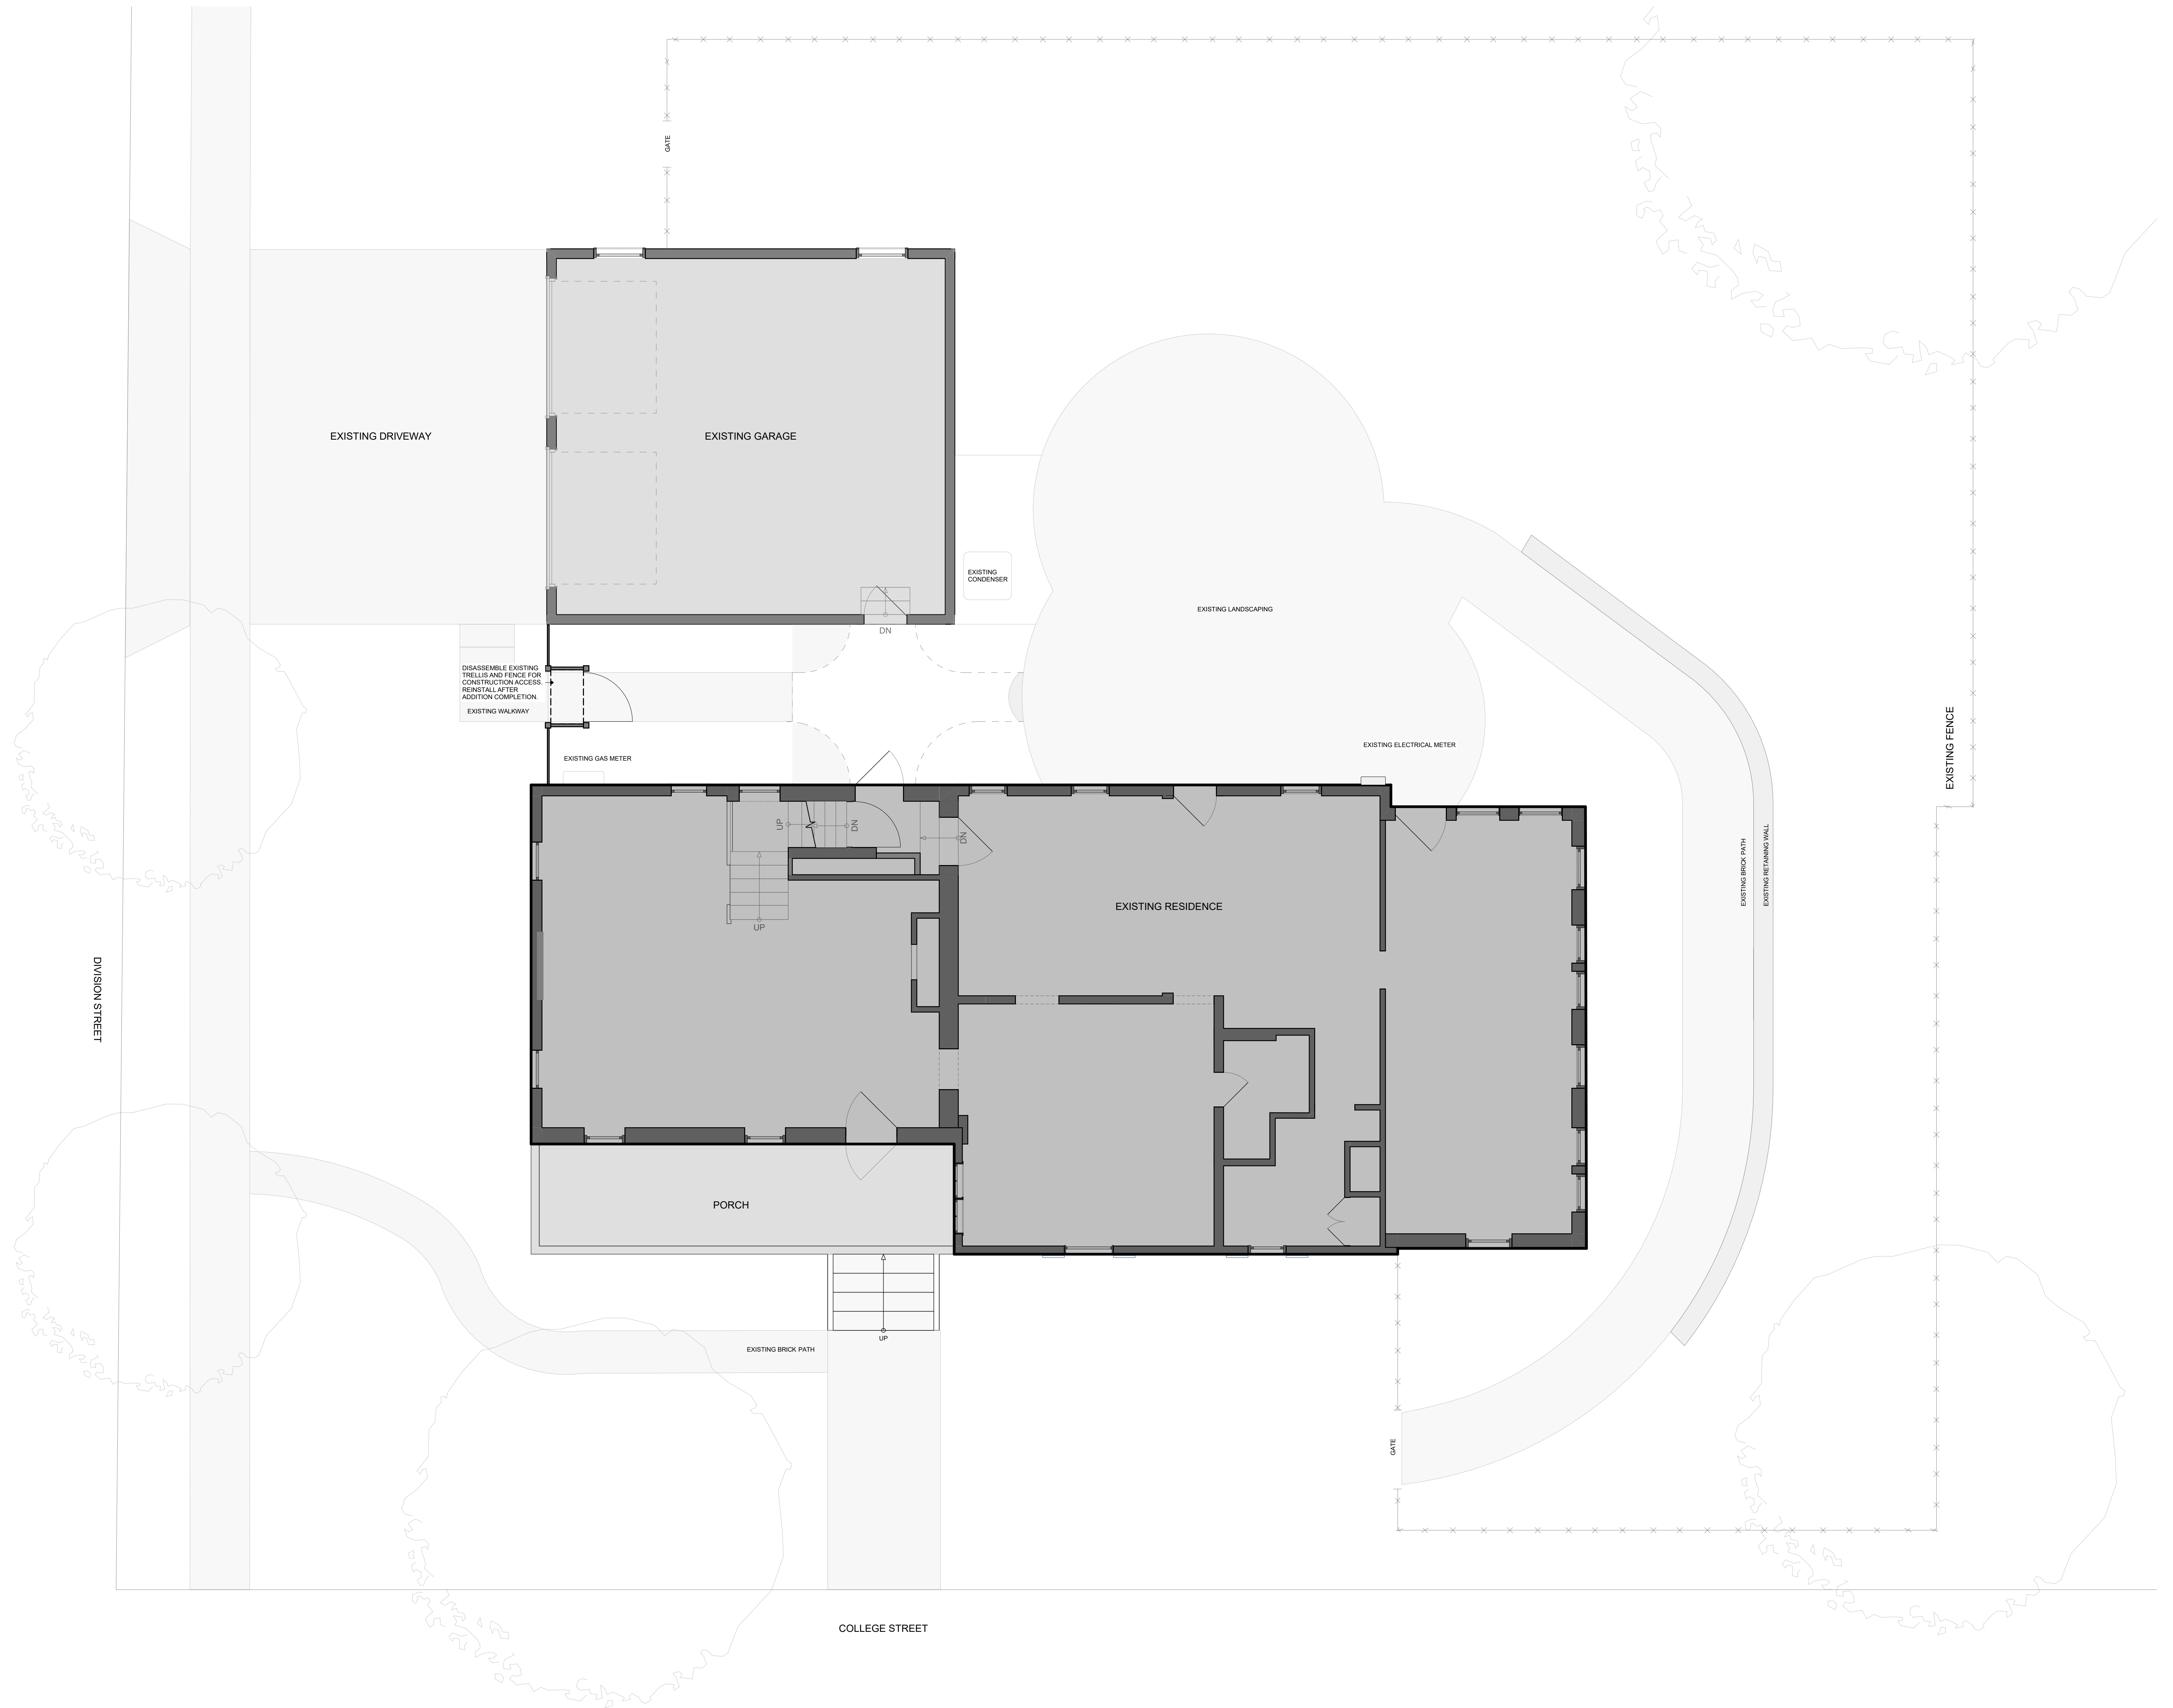 GATE
EXISTING DRIVEWAY
EXISTING GARAGE
EXISTING
CONDENSER
EXISTING LANDSCAPING
DN
DISASSEMBLE EXISTING
TRELLIS AND FENCE FOR
CONSTRUCTION ACCESS.
REINSTALL AFTER
ADDITION COMPLETION.
EXISTING WALKWAY
EXISTING GAS METER
EXISTING ELECTRICAL METER
EXISTING FENCE
UP
DN
DN
EXISTING RESIDENCE
EXISTING BRICK PATH
EXISTING RETAINING WALL
UP
DIVISION STREET
PORCH
UP
EXISTING BRICK PATH
GATE
COLLEGE STREET